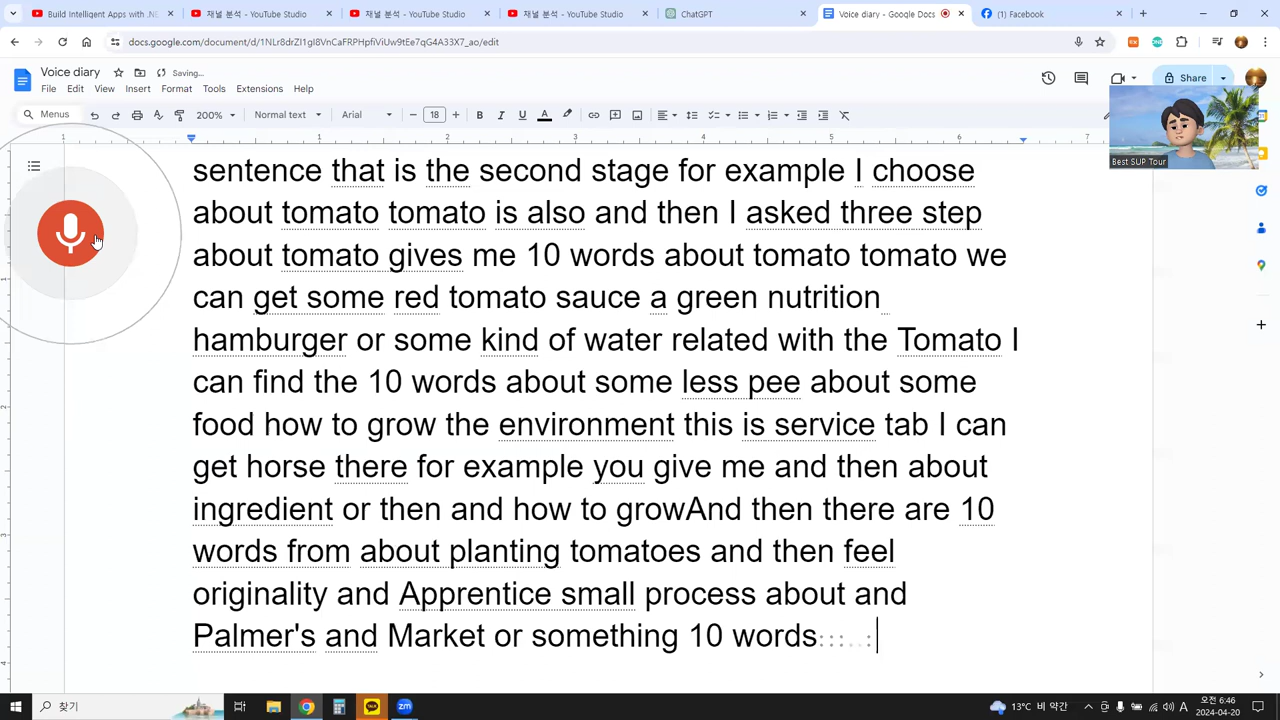 Build Intelligent Apps with .NE
채널 분석 - YouTube Studio
채널 분석 - YouTube Studio
채널 분석 - YouTube Studio
ChatGPT
Voice diary - Google Docs
(1) Facebook
docs.google.com/document/d/1NLr8drZI1gI8VnCaFRPHpfiViUw9tEe7qG4A33X7_ao/edit
Voice diary
Saving...
File Edit View Insert Format Tools Extensions Help
Share
Menus
200%
Normal text
Arial
18
Best SUP Tour
sentence that is the second stage for example I choose
about tomato tomato is also and then I asked three step
about tomato gives me 10 words about tomato tomato we
can get some red tomato sauce a green nutrition
hamburger or some kind of water related with the Tomato I
can find the 10 words about some less pee about some
food how to grow the environment this is service tab I can
get horse there for example you give me and then about
ingredient or then and how to growAnd then there are 10
words from about planting tomatoes and then feel
originality and Apprentice small process about and
Palmer's and Market or something 10 words
찾기
13°C 비 약간
A
오전 6:46
2024-04-20